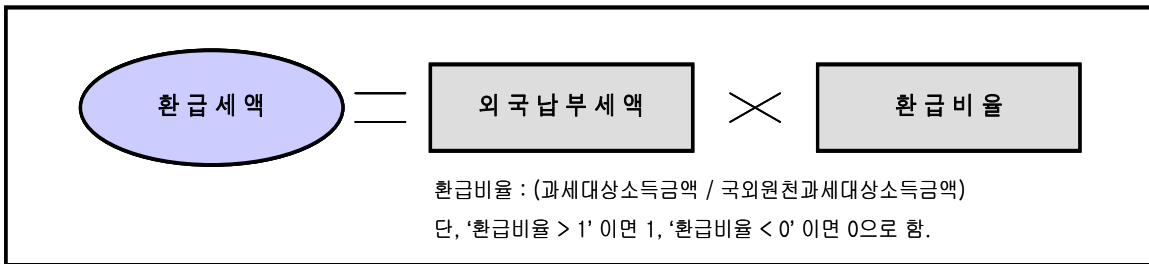 환 급 세 액 = 외 국 납 부 세 액 × 환 급 비 율
환급비율 : (과세대상소득금액 / 국외원천과세대상소득금액)
단, ‘환급비율 > 1’ 이면 1, ‘환급비율 < 0’ 이면 0으로 함.